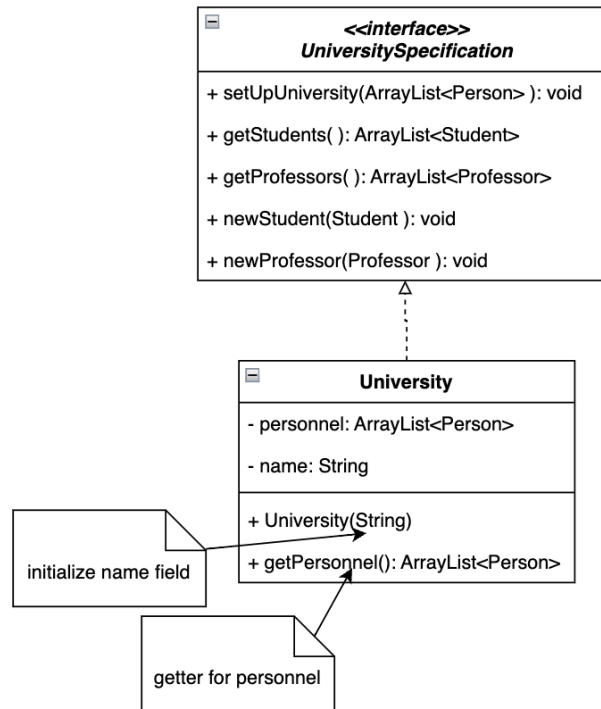 <<interface>>
UniversitySpecification
+ setUpUniversity(ArrayList<Person> ): void
+ getStudents( ): ArrayList<Student>
+ getProfessors( ): ArrayList<Professor>
+ newStudent(Student ): void
+ newProfessor(Professor ): void
University
- personnel: ArrayList<Person>
- name: String
+ University(String)
+ getPersonnel(): ArrayList<Person>
initialize name field
getter for personnel